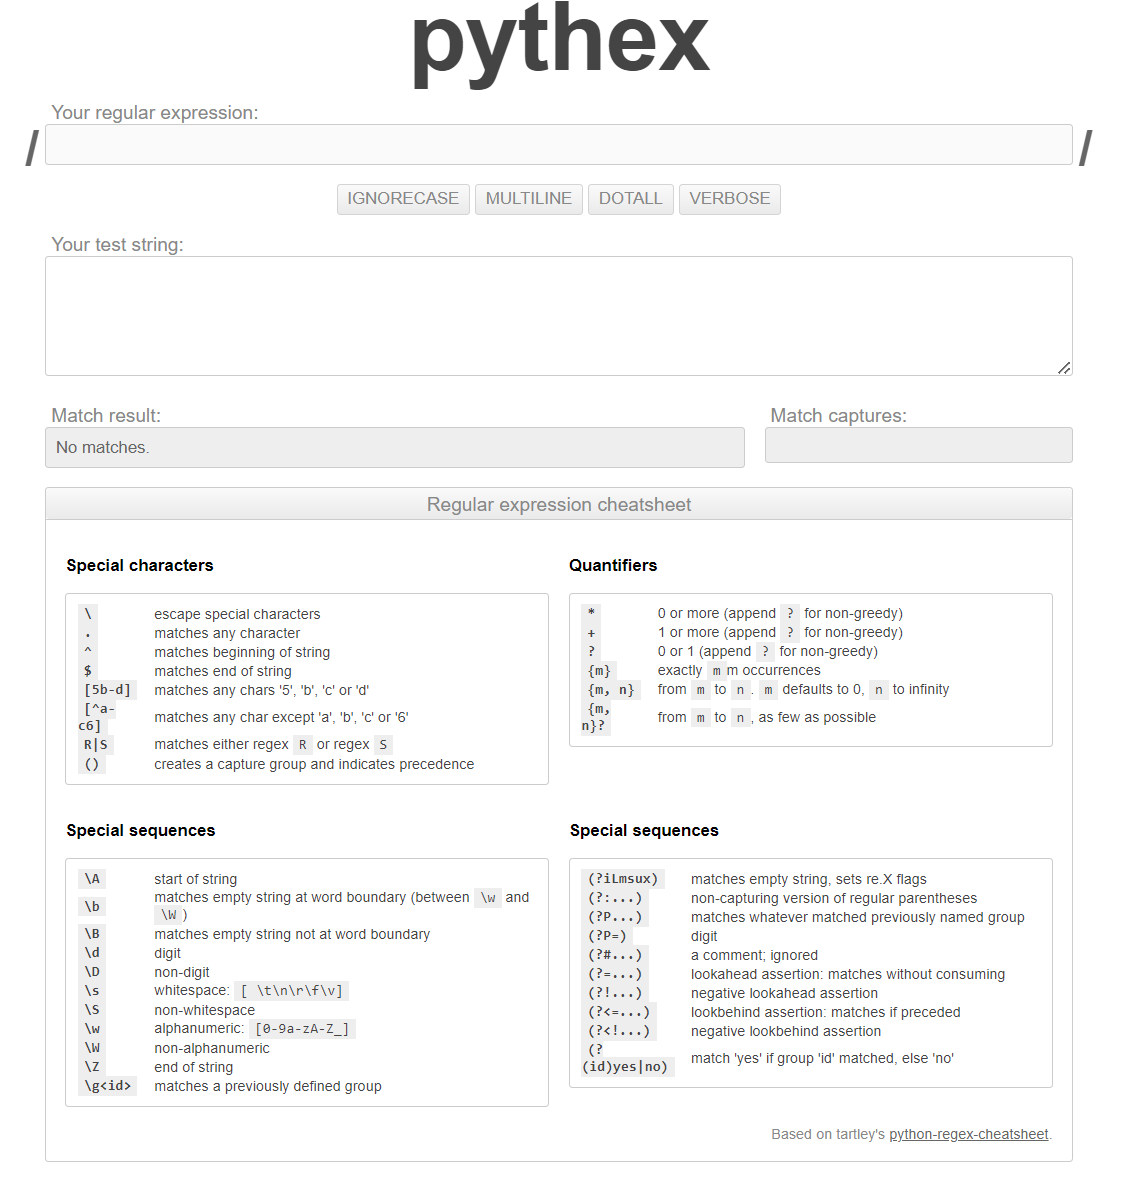 pythex
Your regular expression:
/ /
IGNORECASE MULTILINE DOTALL VERBOSE
Your test string:
Match result:
No matches.
Match captures:
Regular expression cheatsheet
Special characters
\ escape special characters
. matches any character
^ matches beginning of string
$ matches end of string
[5b-d] matches any chars '5', 'b', 'c' or 'd'
[^a-
c6] matches any char except 'a', 'b', 'c' or '6'
R|S matches either regex R or regex S
() creates a capture group and indicates precedence
Quantifiers
* 0 or more (append ? for non-greedy)
+ 1 or more (append ? for non-greedy)
? 0 or 1 (append ? for non-greedy)
{m} exactly m m occurrences
{m, n} from m to n. m defaults to 0, n to infinity
{m,
n}? from m to n, as few as possible
Special sequences
\A start of string
\b matches empty string at word boundary (between \w and
\W )
\B matches empty string not at word boundary
\d digit
\D non-digit
\s whitespace: [ \t\n\r\f\v]
\S non-whitespace
\w alphanumeric: [0-9a-zA-Z_]
\W non-alphanumeric
\Z end of string
\g<id> matches a previously defined group
Special sequences
(?iLmsux) matches empty string, sets re.X flags
(?:...) non-capturing version of regular parentheses
(?P...) matches whatever matched previously named group
(?P=) digit
(?#...) a comment; ignored
(?=...) lookahead assertion: matches without consuming
(?!...) negative lookahead assertion
(?<=...) lookbehind assertion: matches if preceded
(?<!...) negative lookbehind assertion
(?
(id)yes|no) match 'yes' if group 'id' matched, else 'no'
Based on tartley's python-regex-cheatsheet.